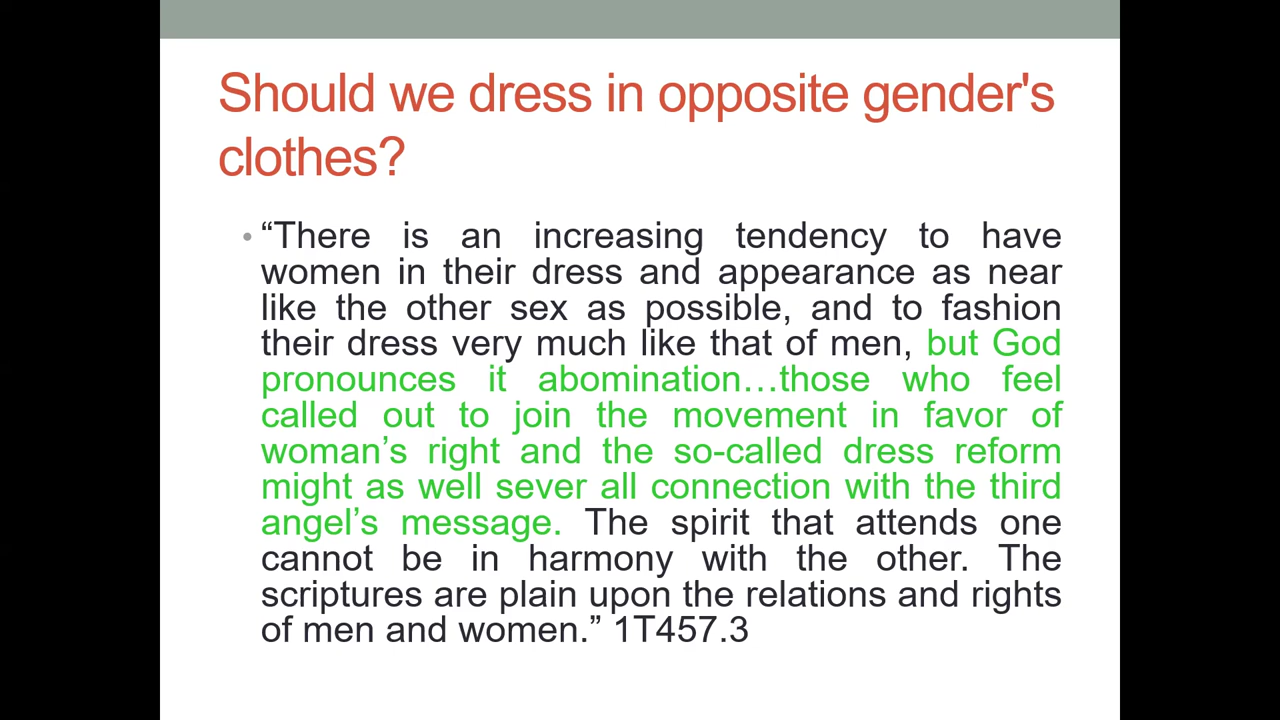 Should we dress in opposite gender's
clothes?
• “There is an increasing tendency to have
women in their dress and appearance as near
like the other sex as possible, and to fashion
their dress very much like that of men, but God
pronounces it abomination…those who feel
called out to join the movement in favor of
woman’s right and the so-called dress reform
might as well sever all connection with the third
angel’s message. The spirit that attends one
cannot be in harmony with the other. The
scriptures are plain upon the relations and rights
of men and women.” 1T457.3